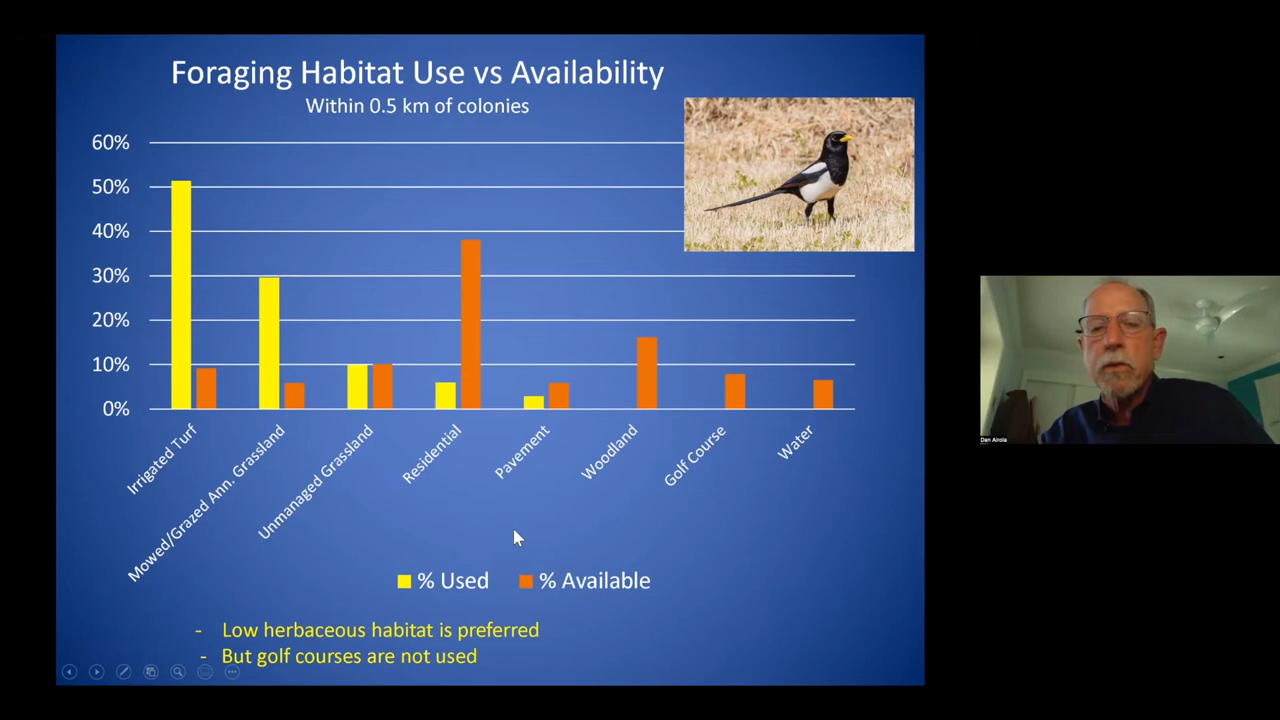 Foraging Habitat Use vs Availability
Within 0.5 km of colonies
60%
50%
40%
30%
20%
10%
0%
Irrigated Turf
Mowed/Grazed Ann. Grassland
Unmanaged Grassland
Residential
Pavement
Woodland
Golf Course
Water
% Used
% Available
- Low herbaceous habitat is preferred
- But golf courses are not used
Dan Airola